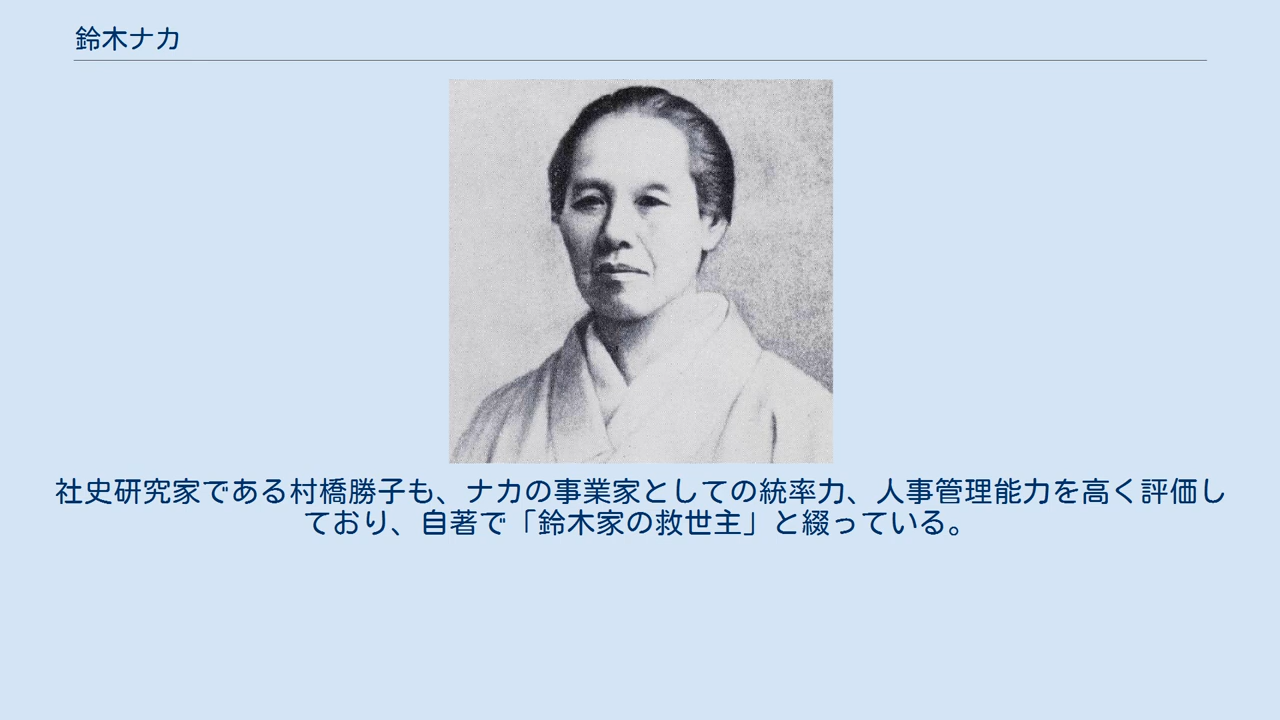 鈴木ナカ
社史研究家である村橋勝子も、ナカの事業家としての統率力、人事管理能力を高く評価し
ており、自著で「鈴木家の救世主」と綴っている。